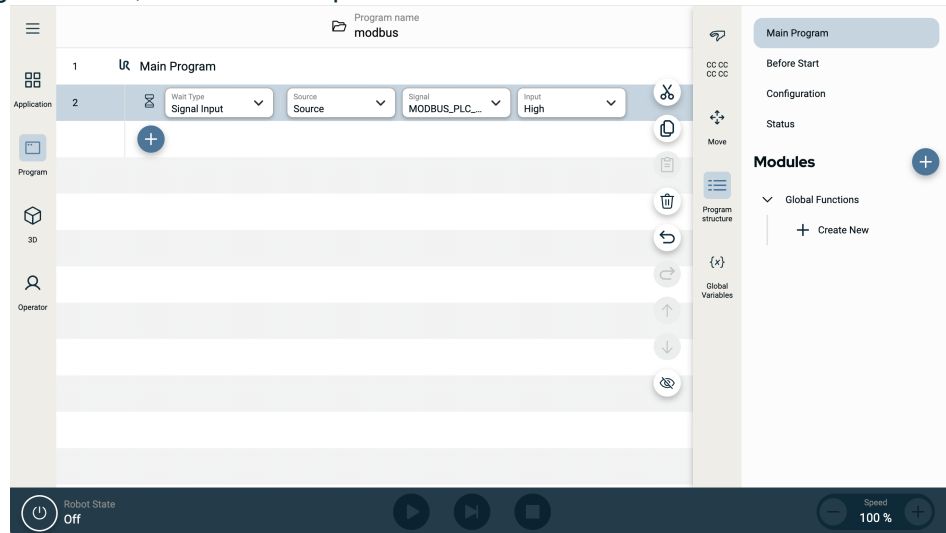 Program name
modbus
Application
Program
3D
Operator
1 Main Program
2 Wait Type Signal Input Source Source Signal MODBUS_PLC_... Input High
CC CC
CC CC
Move
Program
structure
{x}
Global
Variables
Main Program
Before Start
Configuration
Status
Modules
Global Functions
Create New
Robot State
Off
Speed
100 %